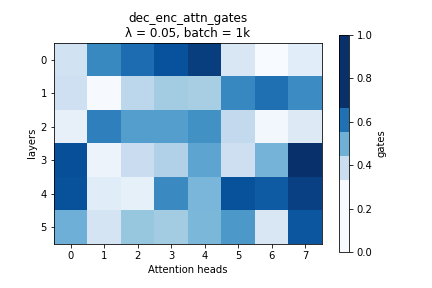 dec_enc_attn_gates
λ = 0.05, batch = 1k
0
1
2
3
4
5
layers
0 1 2 3 4 5 6 7
Attention heads
1.0
0.8
0.6
0.4
0.2
0.0
gates